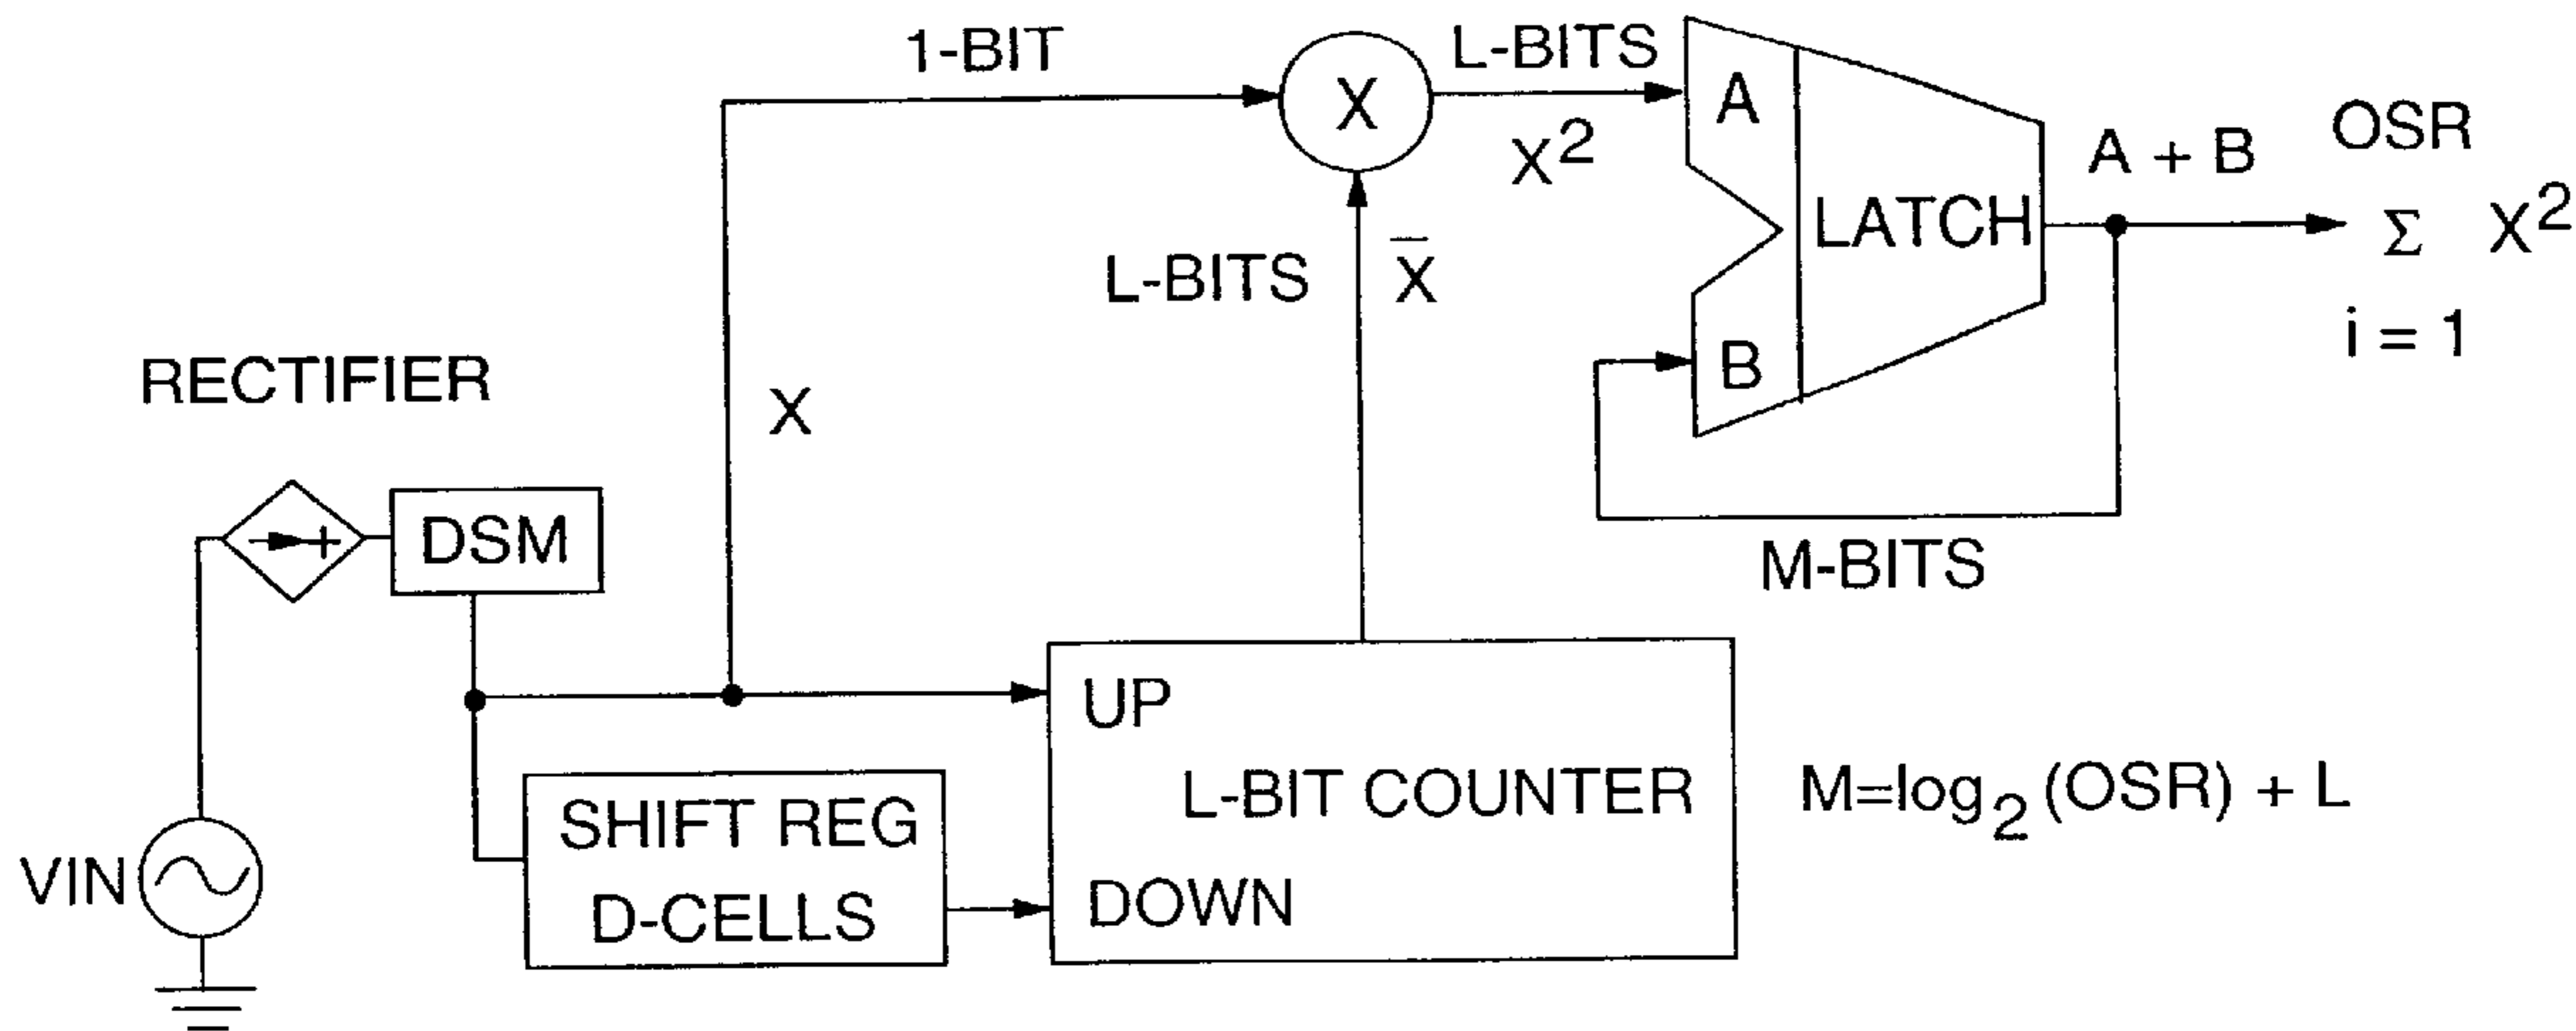 1-BIT
X
L-BITS
X²
A
LATCH
A + B
OSR
Σ X²
i = 1
L-BITS
X̄
B
M-BITS
RECTIFIER
X
DSM
UP
L-BIT COUNTER
DOWN
M=log₂ (OSR) + L
SHIFT REG
D-CELLS
VIN